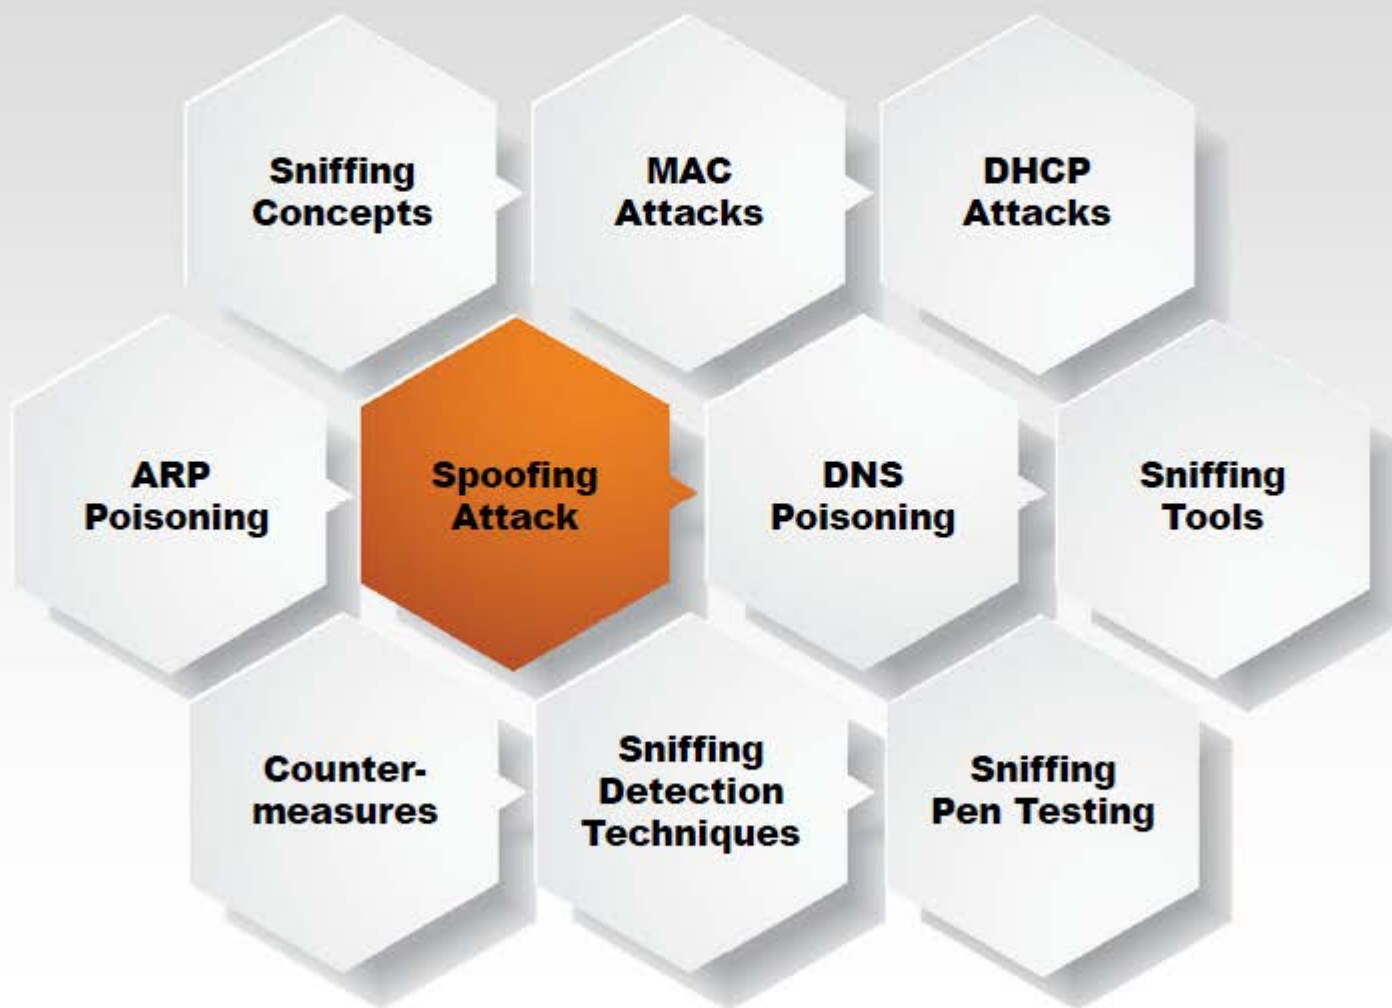 Sniffing
Concepts
MAC
Attacks
DHCP
Attacks
ARP
Poisoning
Spoofing
Attack
DNS
Poisoning
Sniffing
Tools
Counter-
measures
Sniffing
Detection
Techniques
Sniffing
Pen Testing